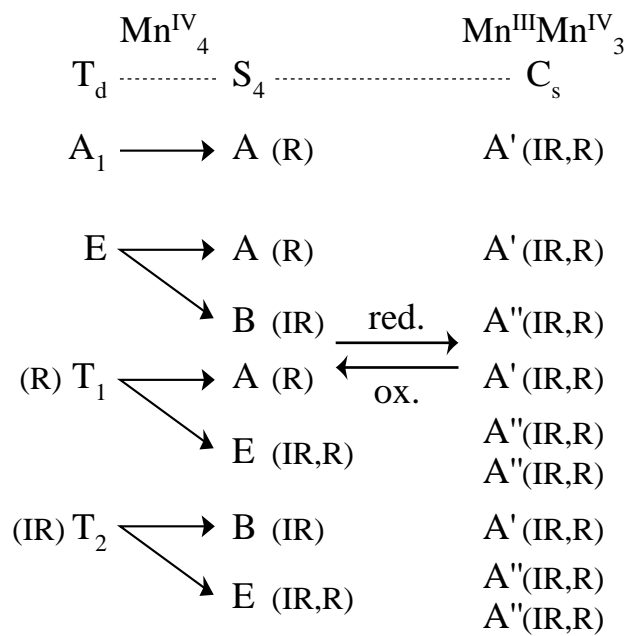 Mn^IV_4 Mn^III Mn^IV_3
T_d S_4 C_s
A_1 A (R) A' (IR,R)
E A (R) A' (IR,R)
B (IR) A" (IR,R)
red.
(R) T_1 A (R) A' (IR,R)
ox.
E (IR,R) A" (IR,R)
A" (IR,R)
(IR) T_2 B (IR) A' (IR,R)
E (IR,R) A" (IR,R)
A" (IR,R)